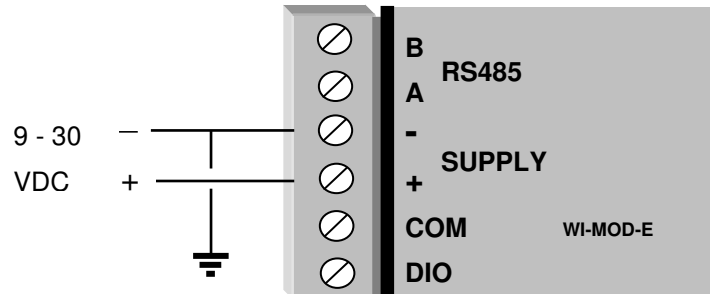 B
RS485
A
9 - 30 –
-
SUPPLY
VDC +
+
COM WI-MOD-E
DIO